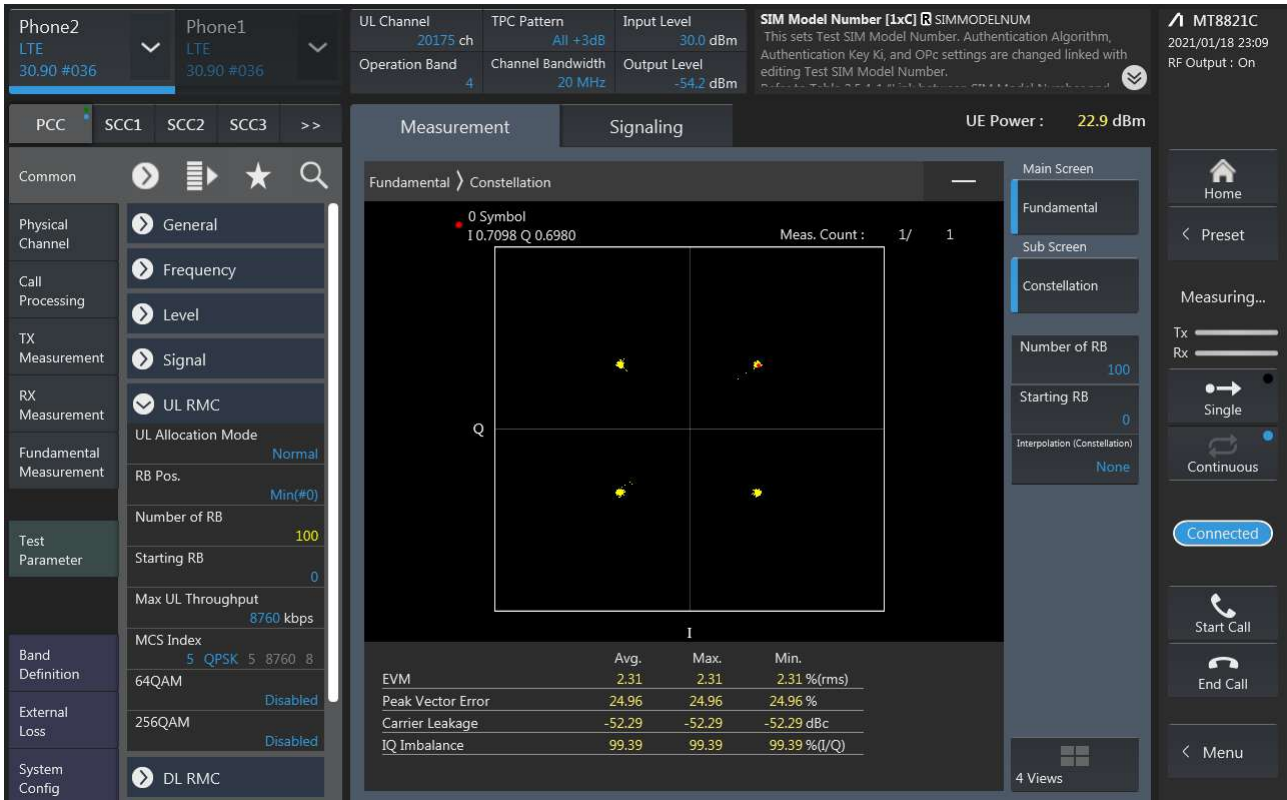 Phone2
LTE
30.90 #036
Phone1
LTE
30.90 #036
UL Channel
20175 ch
TPC Pattern
All +3dB
Input Level
30.0 dBm
Operation Band
4
Channel Bandwidth
20 MHz
Output Level
-54.2 dBm
SIM Model Number [1xC] R SIMMODELNUM
This sets Test SIM Model Number. Authentication Algorithm,
Authentication Key Ki, and OPc settings are changed linked with
editing Test SIM Model Number.
MT8821C
2021/01/18 23:09
RF Output : On
PCC SCC1 SCC2 SCC3 >>
Measurement
Signaling
UE Power : 22.9 dBm
Common
Physical
Channel
Call
Processing
TX
Measurement
RX
Measurement
Fundamental
Measurement
Test
Parameter
Band
Definition
External
Loss
System
Config
General
Frequency
Level
Signal
UL RMC
UL Allocation Mode
Normal
RB Pos.
Min(#0)
Number of RB
100
Starting RB
0
Max UL Throughput
8760 kbps
MCS Index
5 QPSK 5 8760 8
64QAM
Disabled
256QAM
Disabled
DL RMC
Fundamental 〉 Constellation
0 Symbol
I 0.7098 Q 0.6980
Meas. Count : 1/ 1
Q
I
Avg. Max. Min.
EVM 2.31 2.31 2.31 %(rms)
Peak Vector Error 24.96 24.96 24.96 %
Carrier Leakage -52.29 -52.29 -52.29 dBc
IQ Imbalance 99.39 99.39 99.39 %(I/Q)
Main Screen
Fundamental
Sub Screen
Constellation
Number of RB
100
Starting RB
0
Interpolation (Constellation)
None
4 Views
Home
< Preset
Measuring...
Tx
Rx
Single
Continuous
Connected
Start Call
End Call
< Menu